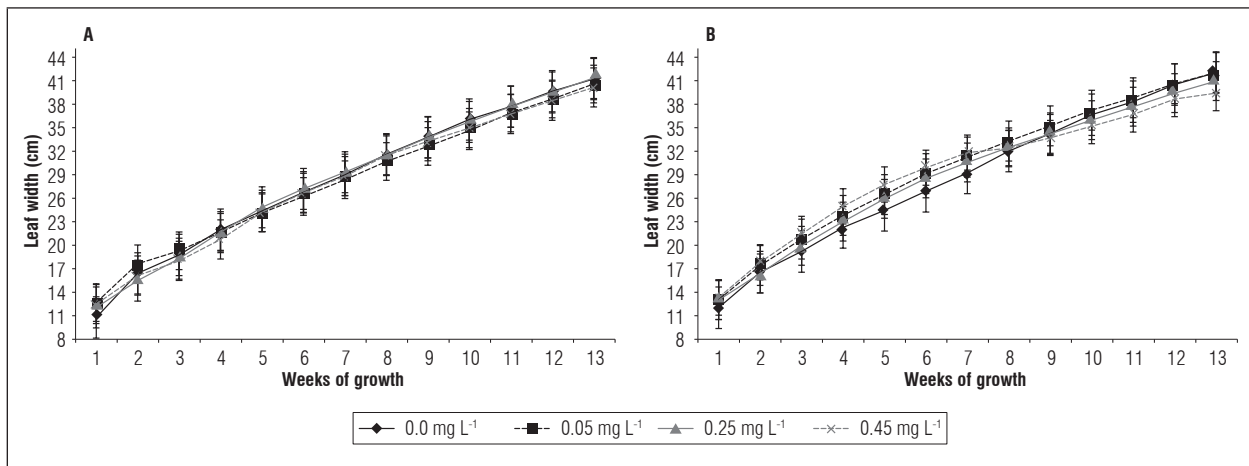 A
B
44
41
38
35
32
29
26
23
20
17
14
11
8
Leaf width (cm)
1 2 3 4 5 6 7 8 9 10 11 12 13
Weeks of growth
44
41
38
35
32
29
26
23
20
17
14
11
8
Leaf width (cm)
1 2 3 4 5 6 7 8 9 10 11 12 13
Weeks of growth
0.0 mg L⁻¹ 0.05 mg L⁻¹ 0.25 mg L⁻¹ 0.45 mg L⁻¹